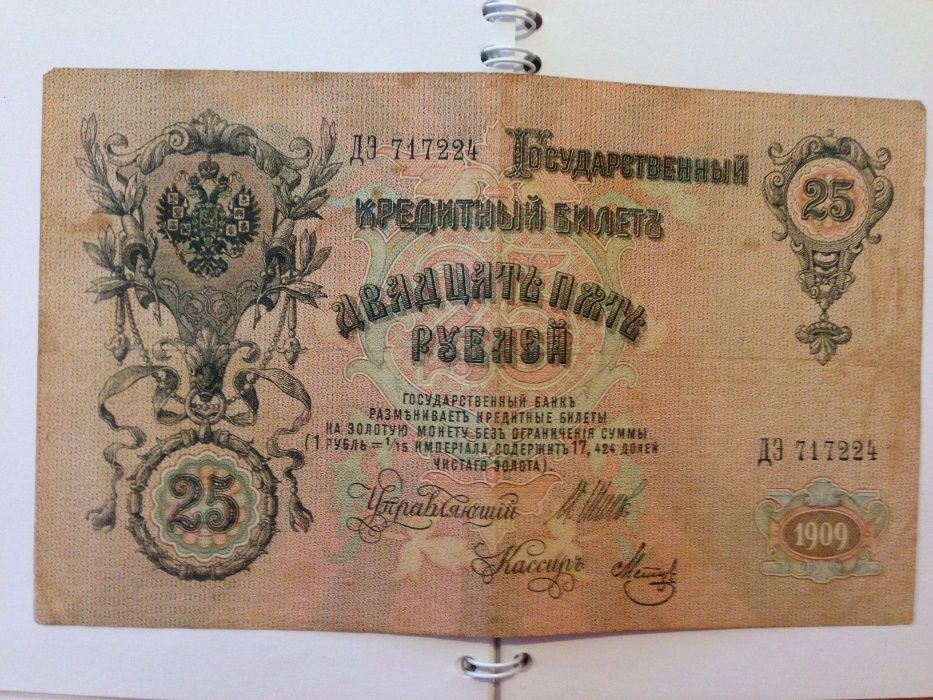 ДЭ 717224
Государственный
кредитный билетъ
25
двадцать пять
рублей
Государственный банкъ
размѣниваетъ кредитные билеты
на золотую монету безъ ограниченія суммы
(1 рубль = 1/15 имперіала, содержитъ 17,424 долей
чистаго золота).
ДЭ 717224
25
Управляющій
1909
Кассиръ